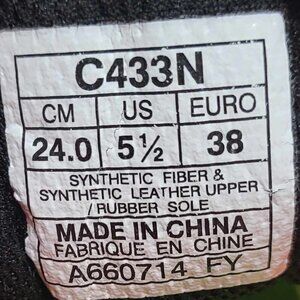 C433N
CM US EURO
24.0 5½ 38
SYNTHETIC FIBER &
SYNTHETIC LEATHER UPPER
/ RUBBER SOLE
MADE IN CHINA
FABRIQUE EN CHINE
A660714 FY